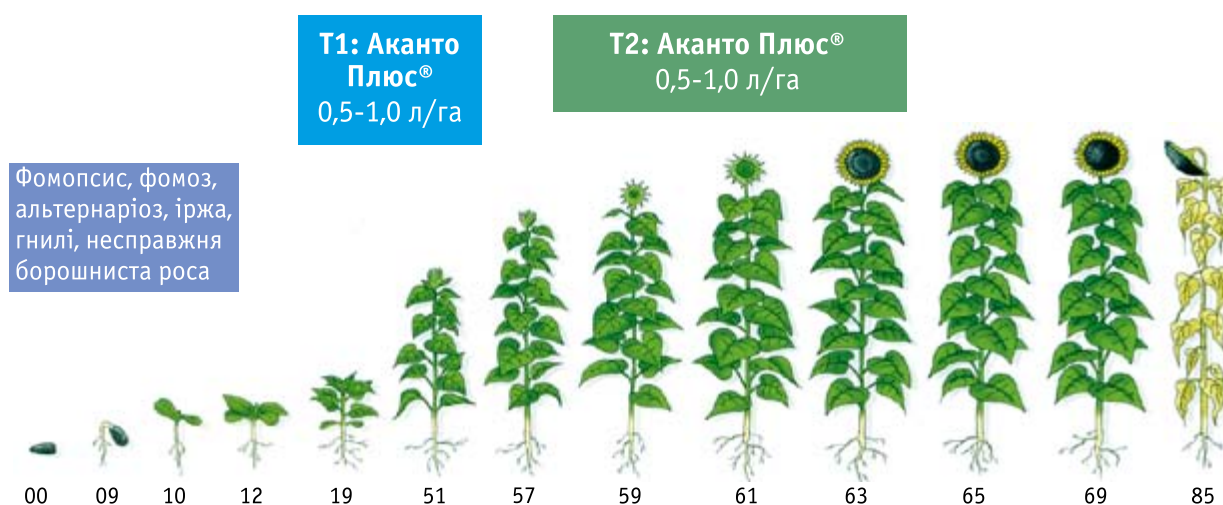 Т1: Аканто
Плюс®
0,5-1,0 л/га
Т2: Аканто Плюс®
0,5-1,0 л/га
Фомопсис, фомоз,
альтернаріоз, іржа,
гнилі, несправжня
борошниста роса
00 09 10 12 19 51 57 59 61 63 65 69 85